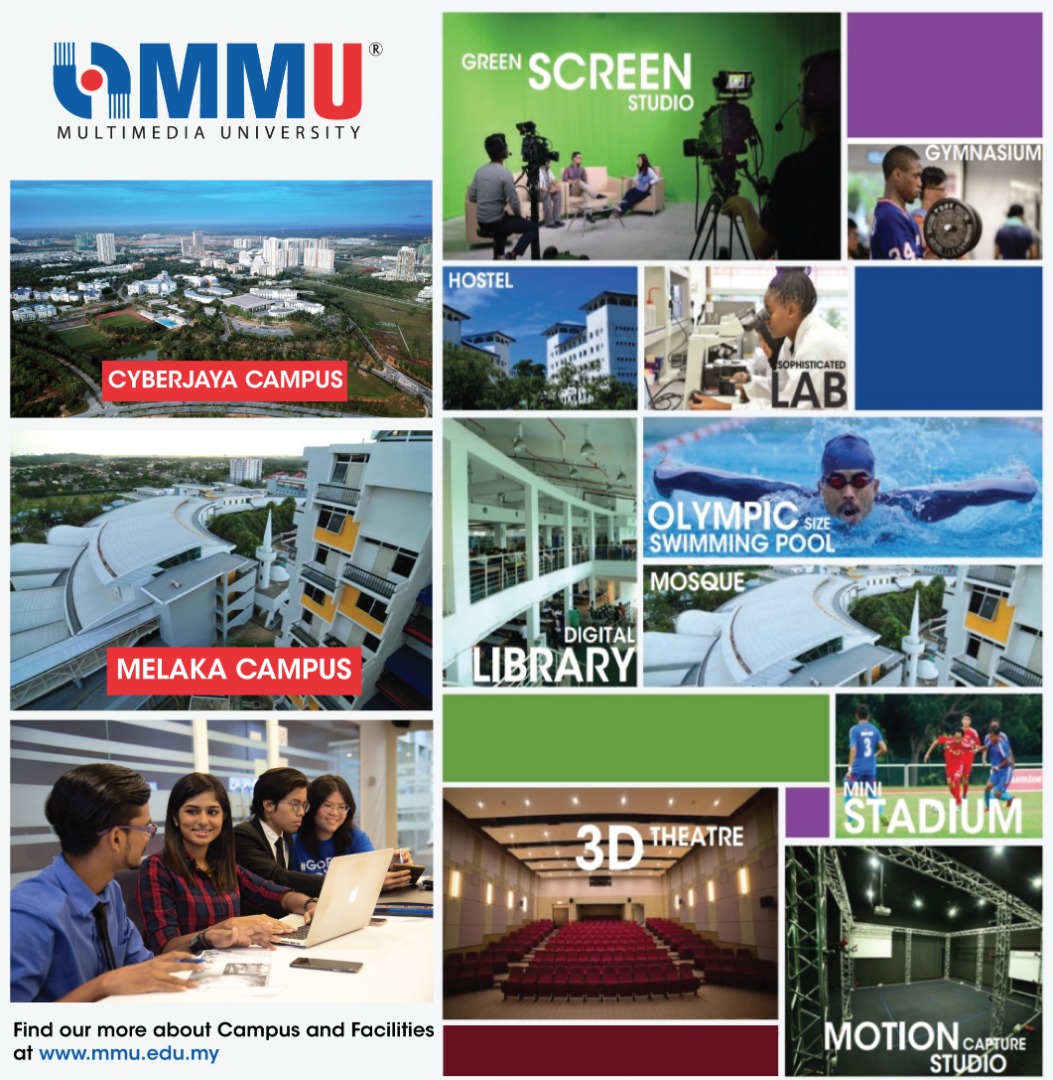 MMU®
MULTIMEDIA UNIVERSITY
CYBERJAYA CAMPUS
MELAKA CAMPUS
Find our more about Campus and Facilities
at www.mmu.edu.my
GREEN SCREEN
STUDIO
GYMNASIUM
HOSTEL
SOPHISTICATED
LAB
DIGITAL
LIBRARY
OLYMPIC SIZE
SWIMMING POOL
MOSQUE
3
MINI
STADIUM
3D THEATRE
MOTION CAPTURE
STUDIO